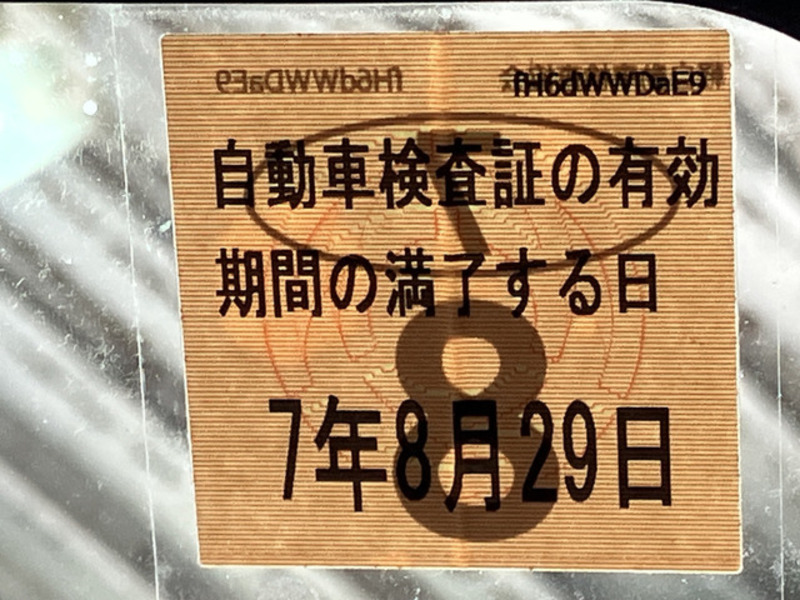 fH6dWWDaE9
自動車検査証の有効
期間の満了する日
7年8月29日
7
8